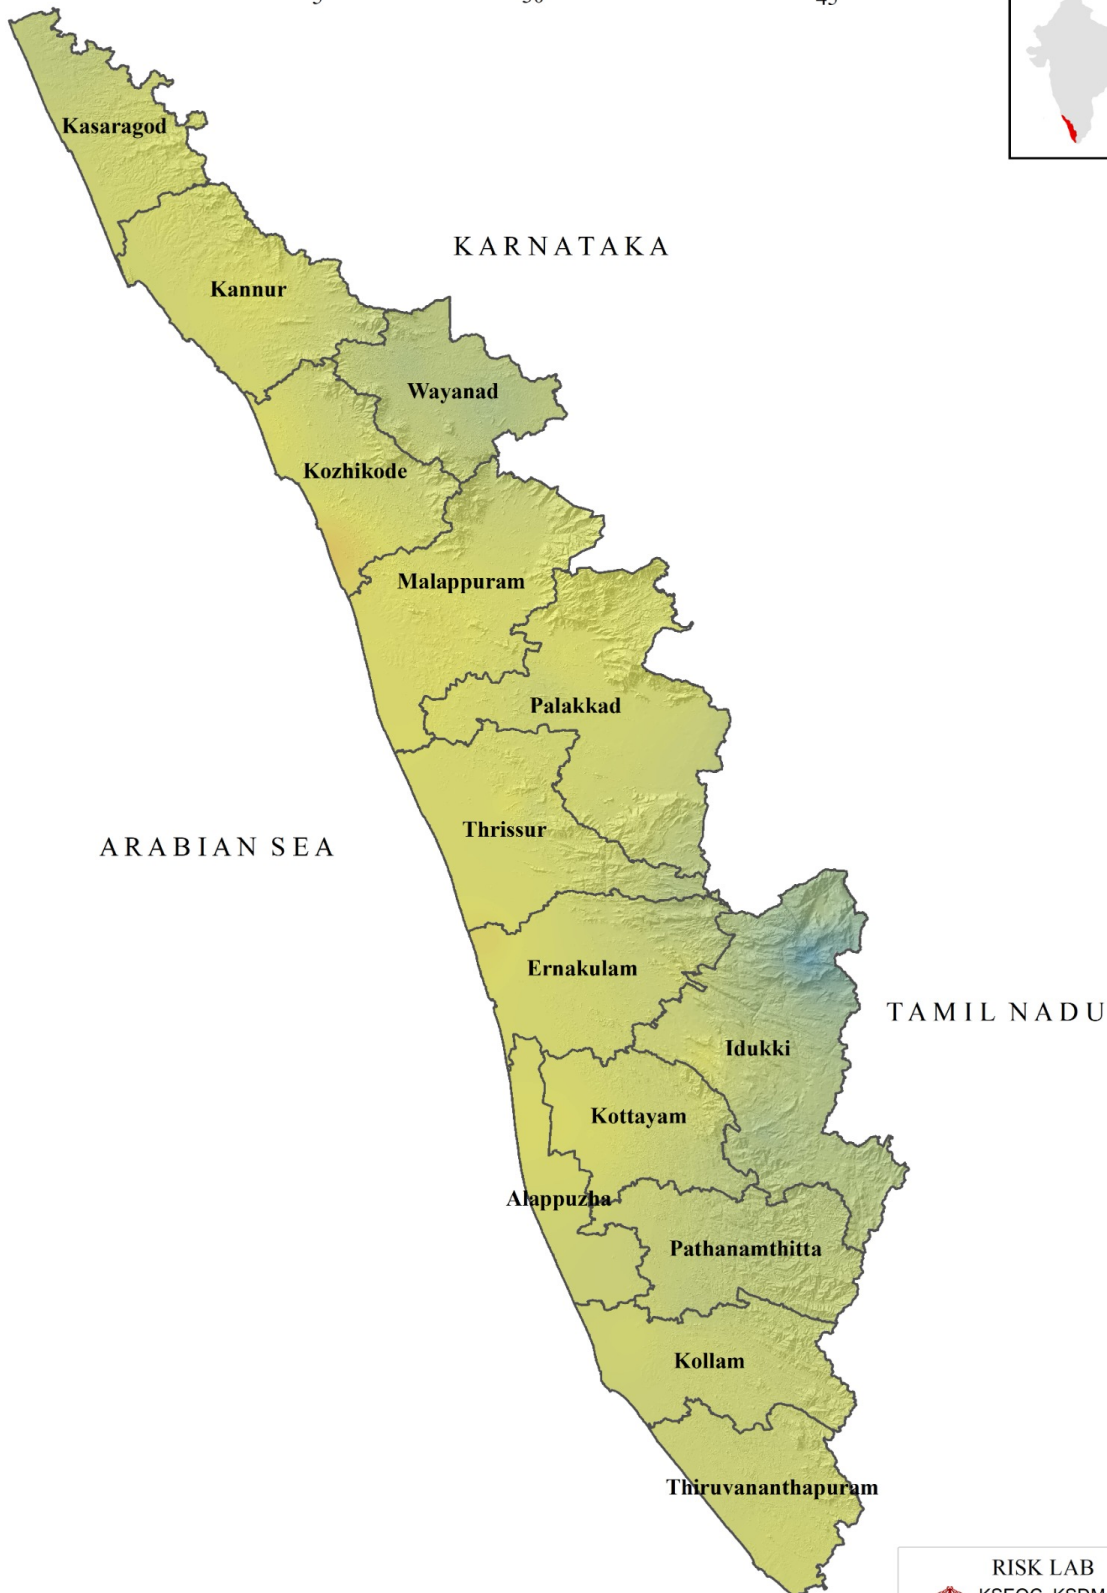 Kasaragod
KARNATAKA
Kannur
Wayanad
Kozhikode
Malappuram
Palakkad
Thrissur
ARABIAN SEA
Ernakulam
TAMIL NADU
Idukki
Kottayam
Alappuzha
Pathanamthitta
Kollam
Thiruvananthapuram
RISK LAB